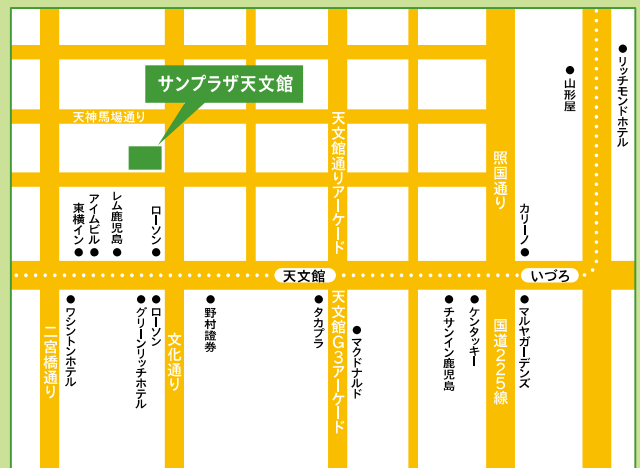 サンプラザ天文館
天神馬場通り
天文館通りアーケード
照国通り
山形屋
リッチモンドホテル
東横イン
アイムビル
レム鹿児島
ローソン
カリーノ
天文館
いづろ
二宮橋通り
ワシントンホテル
グリーンリッチホテル
ローソン
文化通り
野村證券
タカプラ
天文館G3アーケード
マクドナルド
チサンイン鹿児島
ケンタッキー
国道225線
マルヤガーデンズ